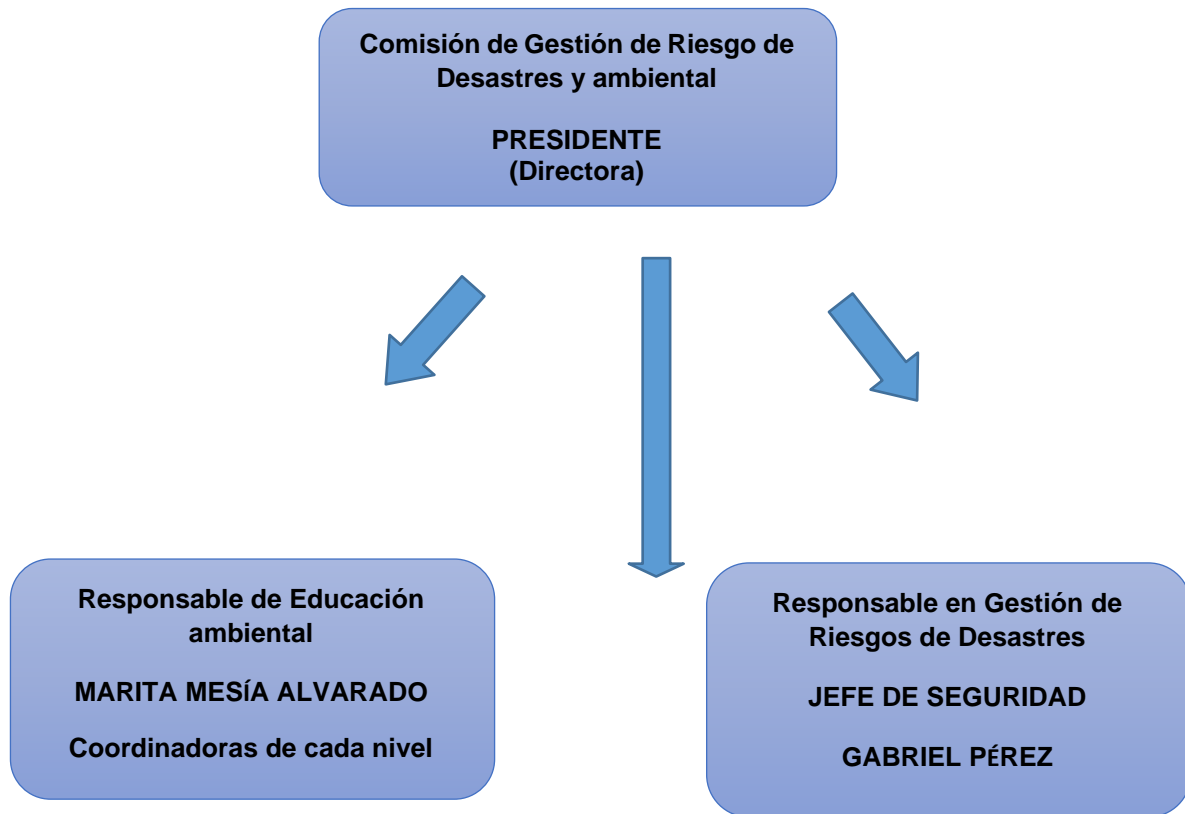 Comisión de Gestión de Riesgo de
Desastres y ambiental
PRESIDENTE
(Directora)
Responsable de Educación
ambiental
MARITA MESÍA ALVARADO
Coordinadoras de cada nivel
Responsable en Gestión de
Riesgos de Desastres
JEFE DE SEGURIDAD
GABRIEL PÉREZ